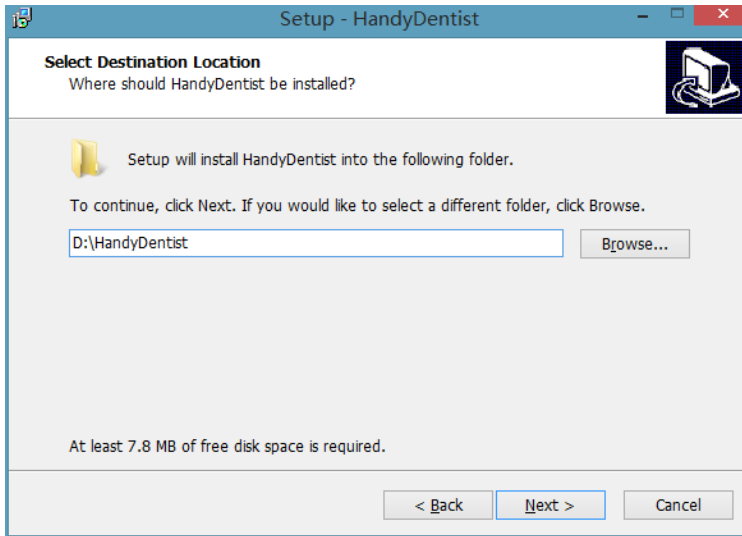 Setup - HandyDentist
Select Destination Location
Where should HandyDentist be installed?
Setup will install HandyDentist into the following folder.
To continue, click Next. If you would like to select a different folder, click Browse.
D:\HandyDentist
Browse...
At least 7.8 MB of free disk space is required.
< Back
Next >
Cancel